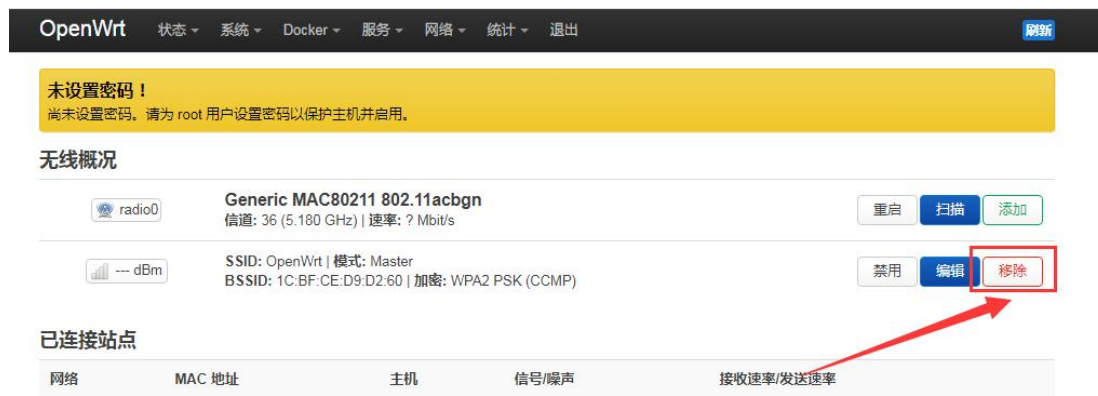 OpenWrt 状态 系统 Docker 服务 网络 统计 退出 刷新
未设置密码！
尚未设置密码。请为 root 用户设置密码以保护主机并启用。
无线概况
radio0
Generic MAC80211 802.11acbgn
信道: 36 (5.180 GHz) | 速率: ? Mbit/s
重启 扫描 添加
--- dBm
SSID: OpenWrt | 模式: Master
BSSID: 1C:BF:CE:D9:D2:60 | 加密: WPA2 PSK (CCMP)
禁用 编辑 移除
已连接站点
网络 MAC 地址 主机 信号/噪声 接收速率/发送速率